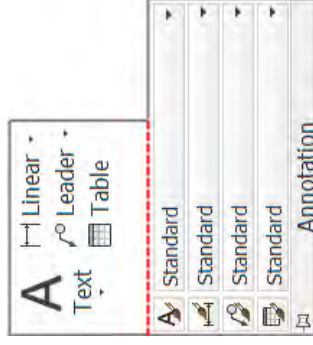 Linear
Leader
Table
A
Text
Standard
Standard
Standard
Standard
Annotation